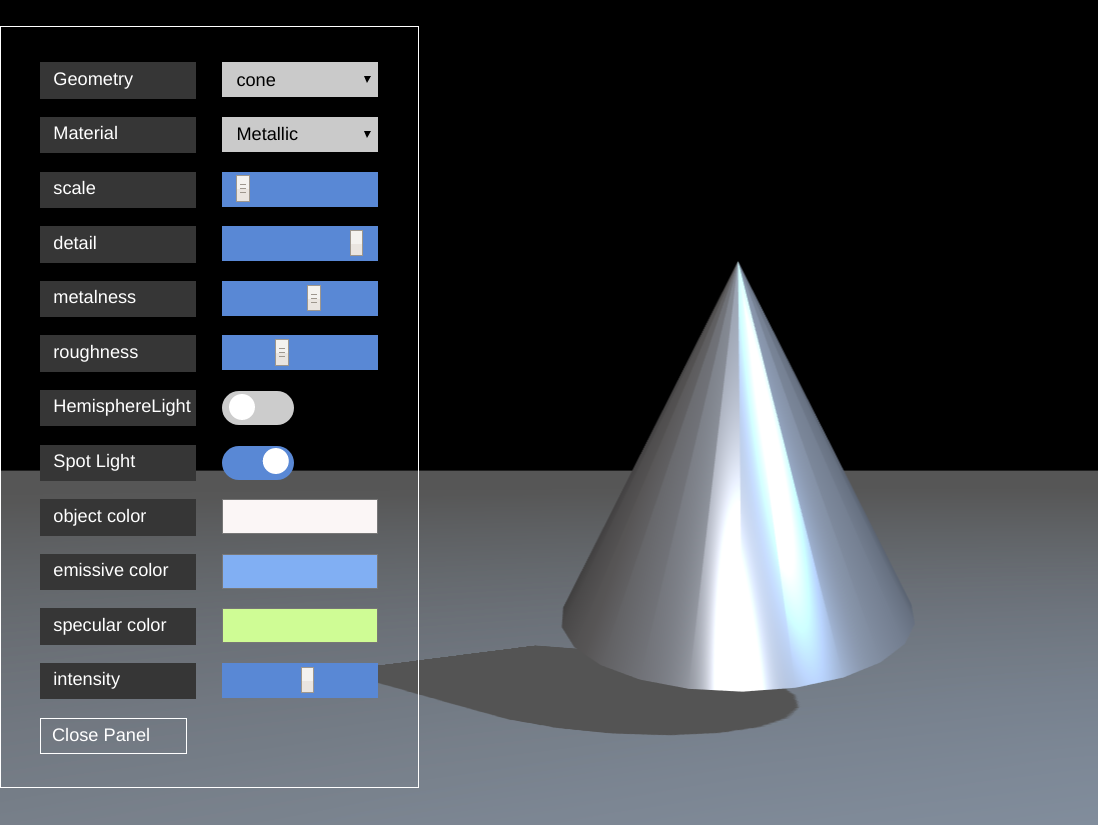 Geometry cone
Material Metallic
scale
detail
metalness
roughness
HemisphereLight
Spot Light
object color
emissive color
specular color
intensity
Close Panel